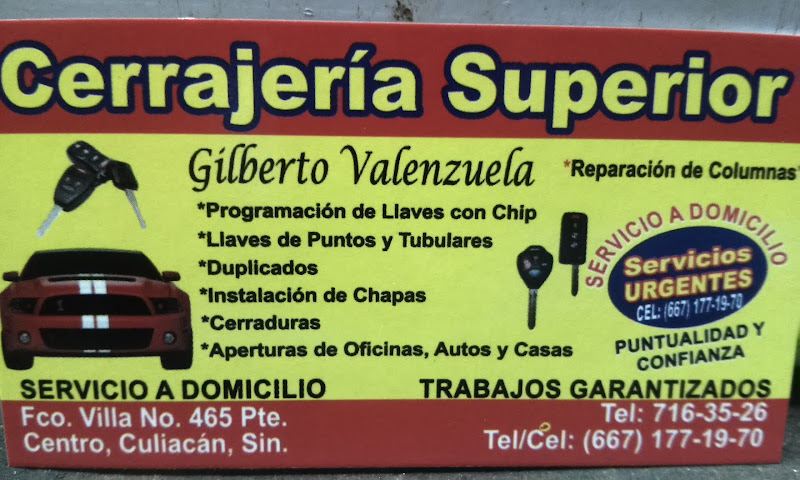 Cerrajería Superior
Gilberto Valenzuela
*Reparación de Columnas*
*Programación de Llaves con Chip
*Llaves de Puntos y Tubulares
*Duplicados
*Instalación de Chapas
*Cerraduras
*Aperturas de Oficinas, Autos y Casas
SERVICIO A DOMICILIO
Servicios
URGENTES
CEL: (667) 177-19-70
PUNTUALIDAD Y
CONFIANZA
SERVICIO A DOMICILIO
TRABAJOS GARANTIZADOS
Fco. Villa No. 465 Pte.
Centro, Culiacán, Sin.
Tel: 716-35-26
Tel/Cel: (667) 177-19-70